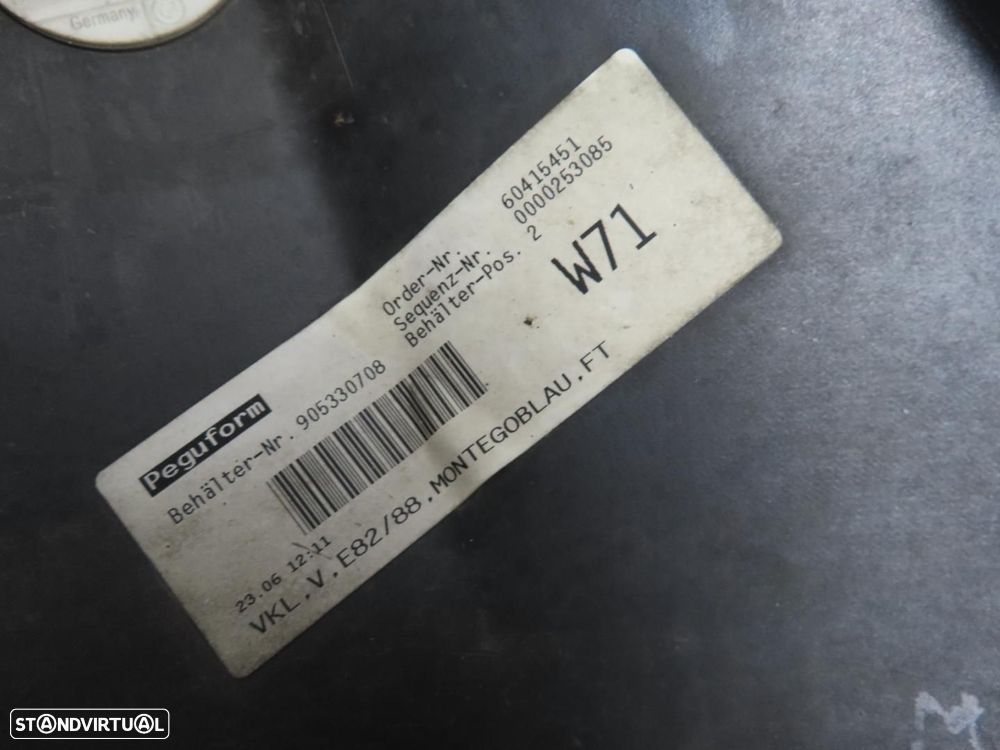 Germany
Peguform
Behälter-Nr. 905330708
Order-Nr. 60415451
Sequenz-Nr. 0000253085
Behälter-Pos. 2
W71
23.06 12:11
VKL.V.E82/88.MONTEGOBLAU.FT
STANDVIRTUAL